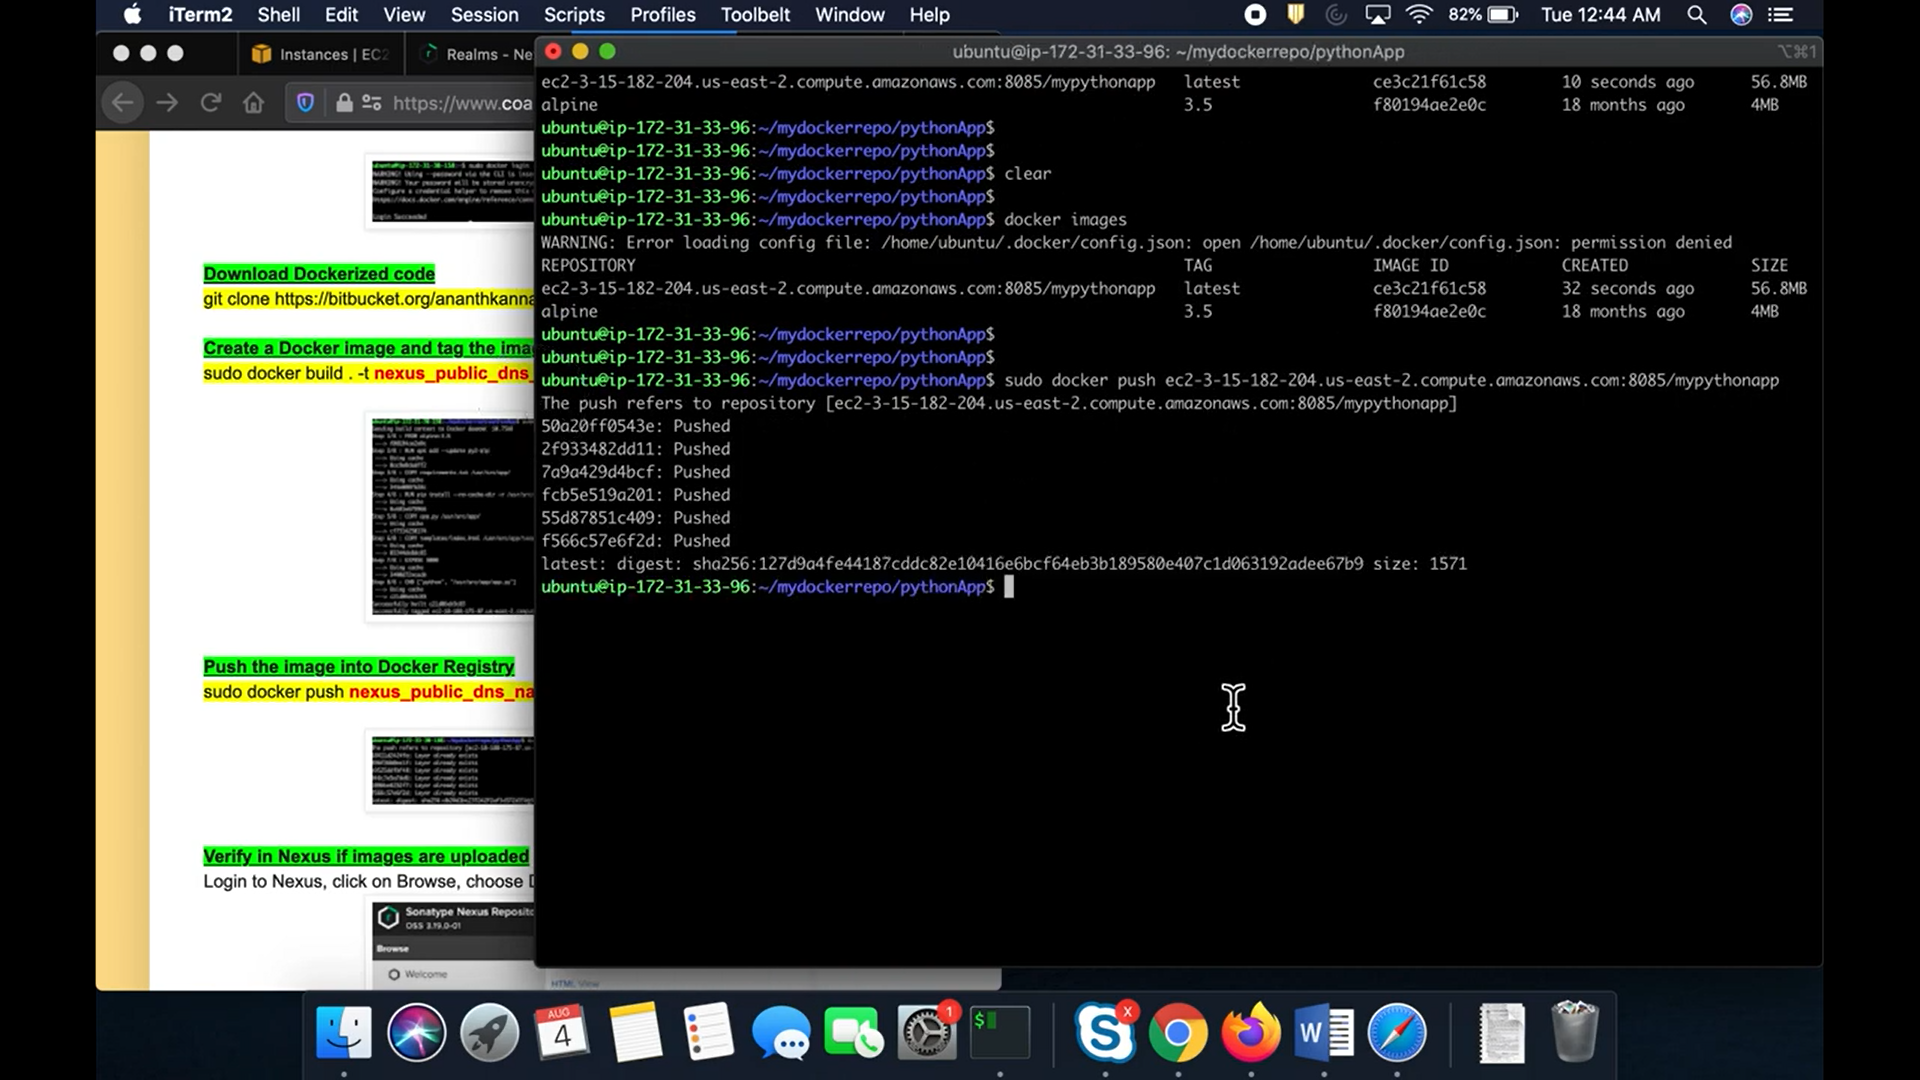 iTerm2 Shell Edit View Session Scripts Profiles Toolbelt Window Help 82% Tue 12:44 AM
Instances | EC2 Realms - Ne
ubuntu@ip-172-31-33-96: ~/mydockerrepo/pythonApp ⌥⌘1
https://www.coa
ec2-3-15-182-204.us-east-2.compute.amazonaws.com:8085/mypythonapp latest ce3c21f61c58 10 seconds ago 56.8MB
alpine 3.5 f80194ae2e0c 18 months ago 4MB
ubuntu@ip-172-31-33-96:~/mydockerrepo/pythonApp$
ubuntu@ip-172-31-33-96:~/mydockerrepo/pythonApp$
ubuntu@ip-172-31-33-96:~/mydockerrepo/pythonApp$ clear
ubuntu@ip-172-31-33-96:~/mydockerrepo/pythonApp$
ubuntu@ip-172-31-33-96:~/mydockerrepo/pythonApp$ docker images
WARNING: Error loading config file: /home/ubuntu/.docker/config.json: open /home/ubuntu/.docker/config.json: permission denied
REPOSITORY TAG IMAGE ID CREATED SIZE
ec2-3-15-182-204.us-east-2.compute.amazonaws.com:8085/mypythonapp latest ce3c21f61c58 32 seconds ago 56.8MB
alpine 3.5 f80194ae2e0c 18 months ago 4MB
ubuntu@ip-172-31-33-96:~/mydockerrepo/pythonApp$
ubuntu@ip-172-31-33-96:~/mydockerrepo/pythonApp$
ubuntu@ip-172-31-33-96:~/mydockerrepo/pythonApp$ sudo docker push ec2-3-15-182-204.us-east-2.compute.amazonaws.com:8085/mypythonapp
The push refers to repository [ec2-3-15-182-204.us-east-2.compute.amazonaws.com:8085/mypythonapp]
50a20ff0543e: Pushed
2f933482dd11: Pushed
7a9a429d4bcf: Pushed
fcb5e519a201: Pushed
55d87851c409: Pushed
f566c57e6f2d: Pushed
latest: digest: sha256:127d9a4fe44187cddc82e10416e6bcf64eb3b189580e407c1d063192adee67b9 size: 1571
ubuntu@ip-172-31-33-96:~/mydockerrepo/pythonApp$
Download Dockerized code
git clone https://bitbucket.org/ananthkanna
Create a Docker image and tag the ima
sudo docker build . -t nexus_public_dns_
Push the image into Docker Registry
sudo docker push nexus_public_dns_na
Verify in Nexus if images are uploaded
Login to Nexus, click on Browse, choose D
Sonatype Nexus Reposito
OSS 3.19.0-01
Browse
Welcome
HTML View
AUG
4
1
$
S
X
W